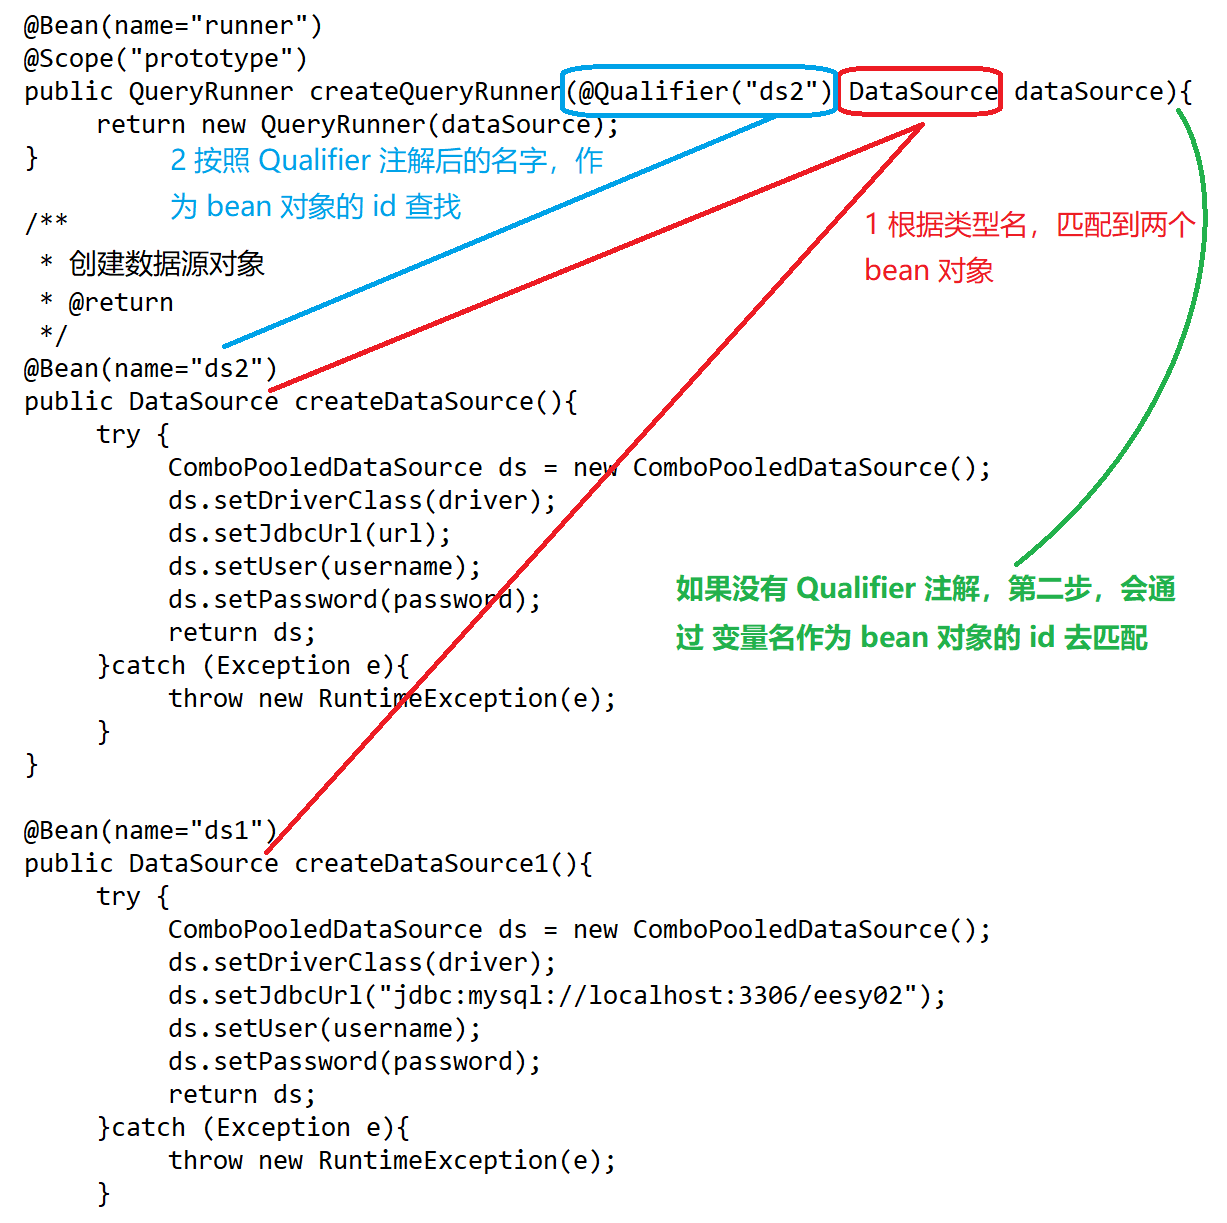 @Bean(name="runner")
@Scope("prototype")
public QueryRunner createQueryRunner(@Qualifier("ds2") DataSource dataSource){
return new QueryRunner(dataSource);
}
2 按照 Qualifier 注解后的名字，作
为 bean 对象的 id 查找
1 根据类型名，匹配到两个
bean 对象
/**
* 创建数据源对象
* @return
*/
@Bean(name="ds2")
public DataSource createDataSource(){
try {
ComboPooledDataSource ds = new ComboPooledDataSource();
ds.setDriverClass(driver);
ds.setJdbcUrl(url);
ds.setUser(username);
ds.setPassword(password);
return ds;
}catch (Exception e){
throw new RuntimeException(e);
}
}
如果没有 Qualifier 注解，第二步，会通
过 变量名作为 bean 对象的 id 去匹配
@Bean(name="ds1")
public DataSource createDataSource1(){
try {
ComboPooledDataSource ds = new ComboPooledDataSource();
ds.setDriverClass(driver);
ds.setJdbcUrl("jdbc:mysql://localhost:3306/eesy02");
ds.setUser(username);
ds.setPassword(password);
return ds;
}catch (Exception e){
throw new RuntimeException(e);
}